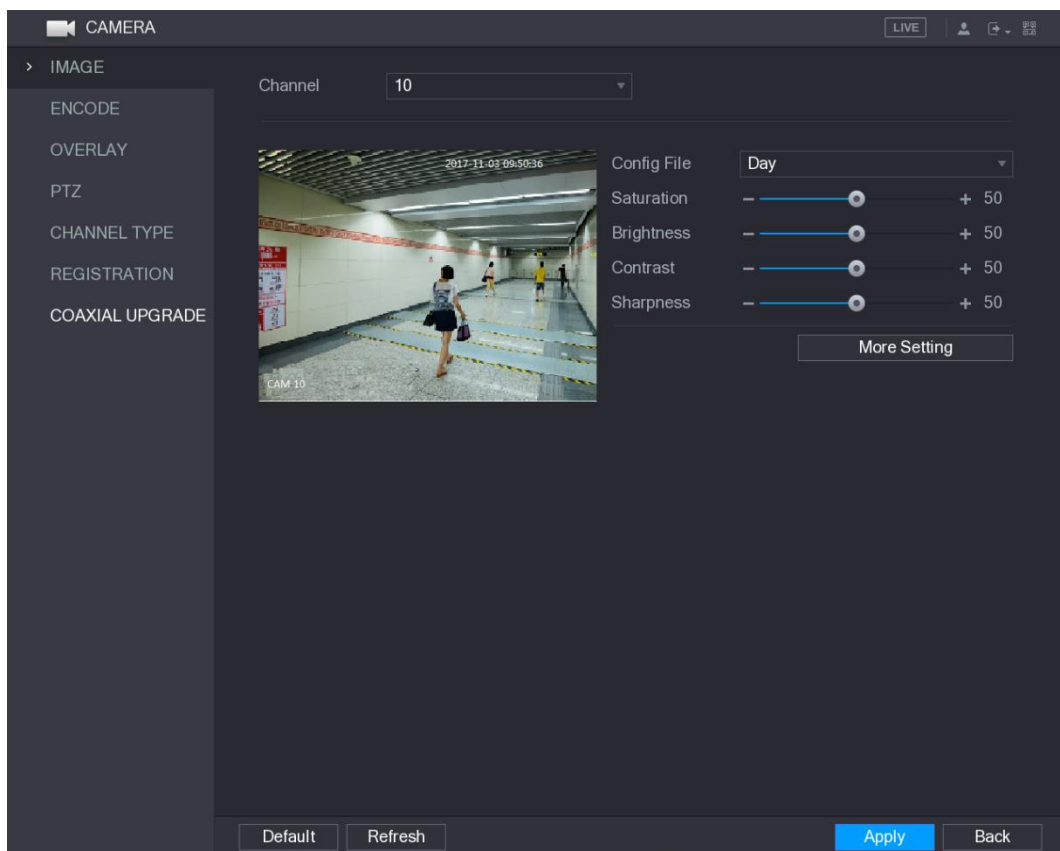 CAMERA
LIVE
IMAGE
ENCODE
OVERLAY
PTZ
CHANNEL TYPE
REGISTRATION
COAXIAL UPGRADE
Channel 10
2017-11-03 09:50:36
CAM 10
Config File Day
Saturation 50
Brightness 50
Contrast 50
Sharpness 50
More Setting
Default Refresh Apply Back